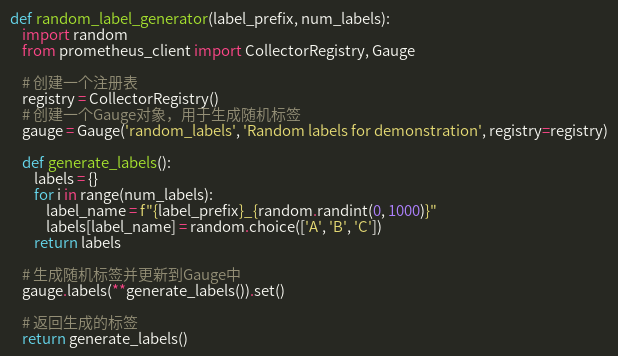 def random_label_generator(label_prefix, num_labels):
    import random
    from prometheus_client import CollectorRegistry, Gauge

    # 创建一个注册表
    registry = CollectorRegistry()
    # 创建一个Gauge对象，用于生成随机标签
    gauge = Gauge('random_labels', 'Random labels for demonstration', registry=registry)

    def generate_labels():
        labels = {}
        for i in range(num_labels):
            label_name = f"{label_prefix}_{random.randint(0, 1000)}"
            labels[label_name] = random.choice(['A', 'B', 'C'])
        return labels

    # 生成随机标签并更新到Gauge中
    gauge.labels(**generate_labels()).set()

    # 返回生成的标签
    return generate_labels()